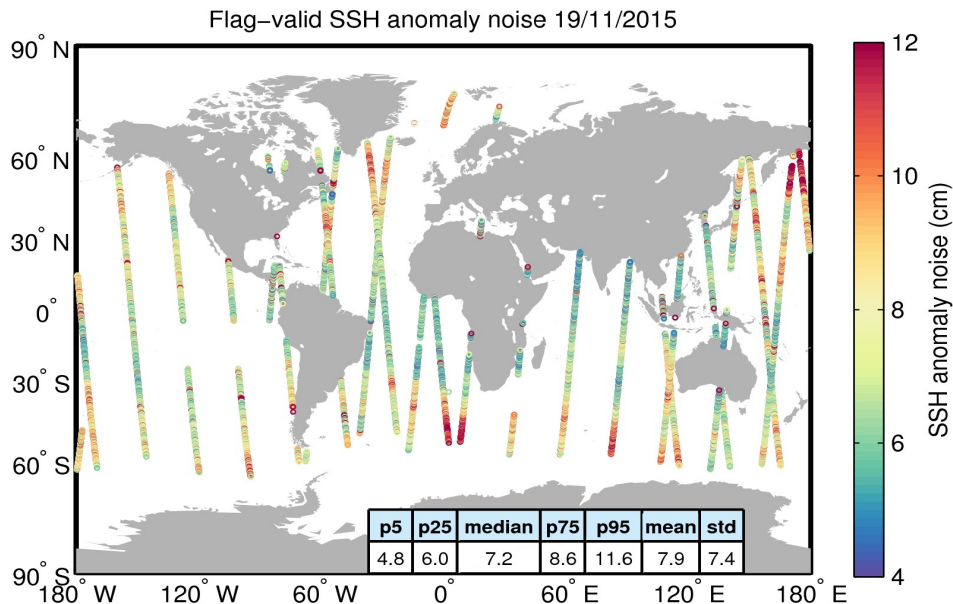 Flag−valid SSH anomaly noise 19/11/2015
90° N
60° N
30° N
0°
30° S
60° S
90° S
180° W
120° W
60° W
0°
60° E
120° E
180° E
p5 p25 median p75 p95 mean std
4.8 6.0 7.2 8.6 11.6 7.9 7.4
12
10
8
6
4
SSH anomaly noise (cm)